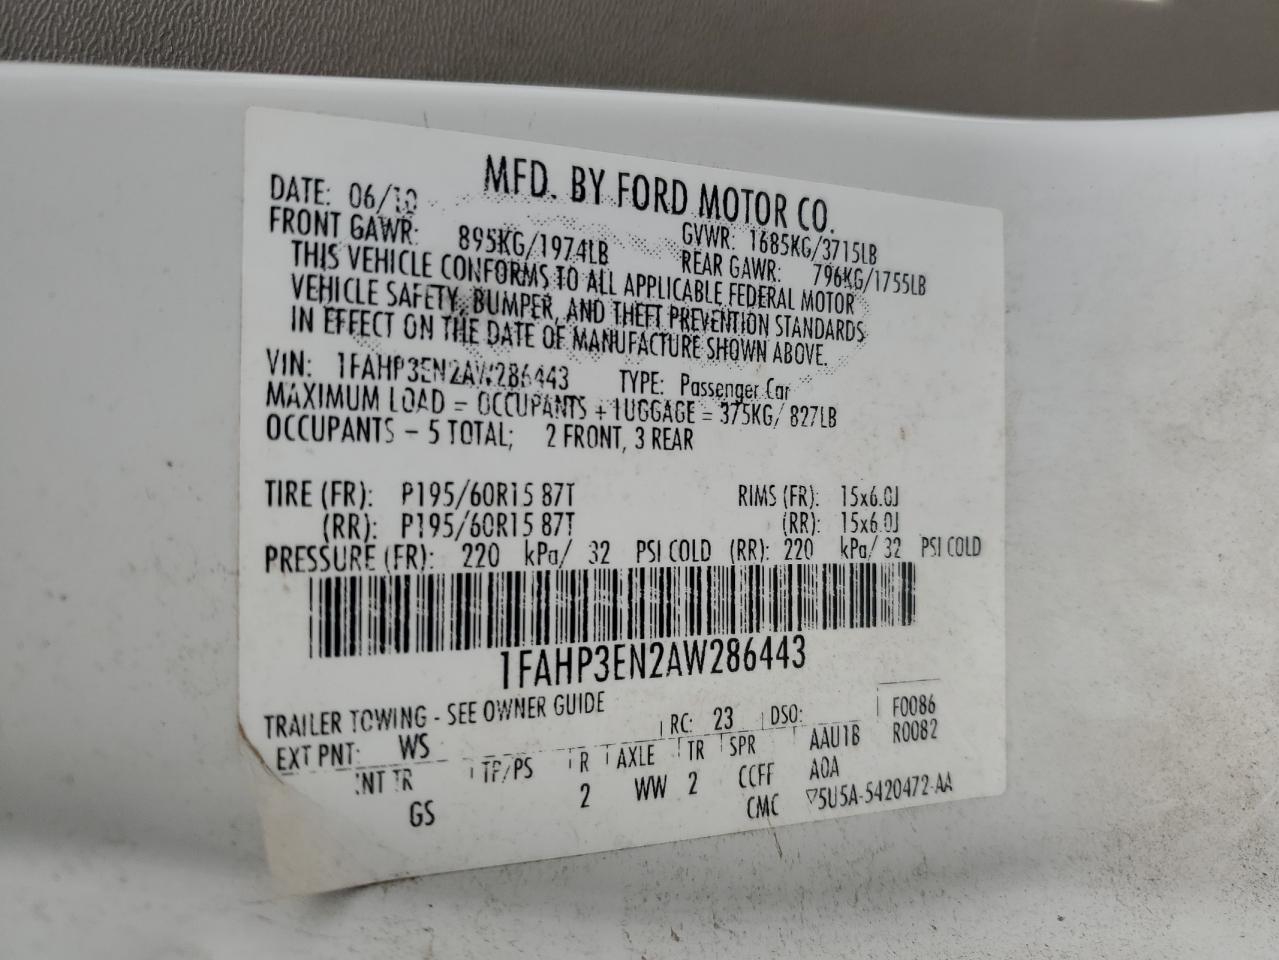 MFD. BY FORD MOTOR CO.
DATE: 06/10 GVWR: 1685KG/3715LB
FRONT GAWR: 895KG/1974LB REAR GAWR: 796KG/1755LB
THIS VEHICLE CONFORMS TO ALL APPLICABLE FEDERAL MOTOR
VEHICLE SAFETY, BUMPER, AND THEFT PREVENTION STANDARDS
IN EFFECT ON THE DATE OF MANUFACTURE SHOWN ABOVE.
VIN: 1FAHP3EN2AW286443 TYPE: Passenger Car
MAXIMUM LOAD = OCCUPANTS + LUGGAGE = 375KG/ 827LB
OCCUPANTS - 5 TOTAL; 2 FRONT, 3 REAR
TIRE (FR): P195/60R15 87T RIMS (FR): 15x6.0J
(RR): P195/60R15 87T (RR): 15x6.0J
PRESSURE (FR): 220 kPa/ 32 PSI COLD (RR): 220 kPa/ 32 PSI COLD
1FAHP3EN2AW286443
TRAILER TOWING - SEE OWNER GUIDE
EXT PNT: WS RC: 23 DSO: F0086
INT TR TP/PS R AXLE TR SPR AAU1B R0082
GS 2 WW 2 CCFF A0A
CMC ▽5U5A-5420472-AA